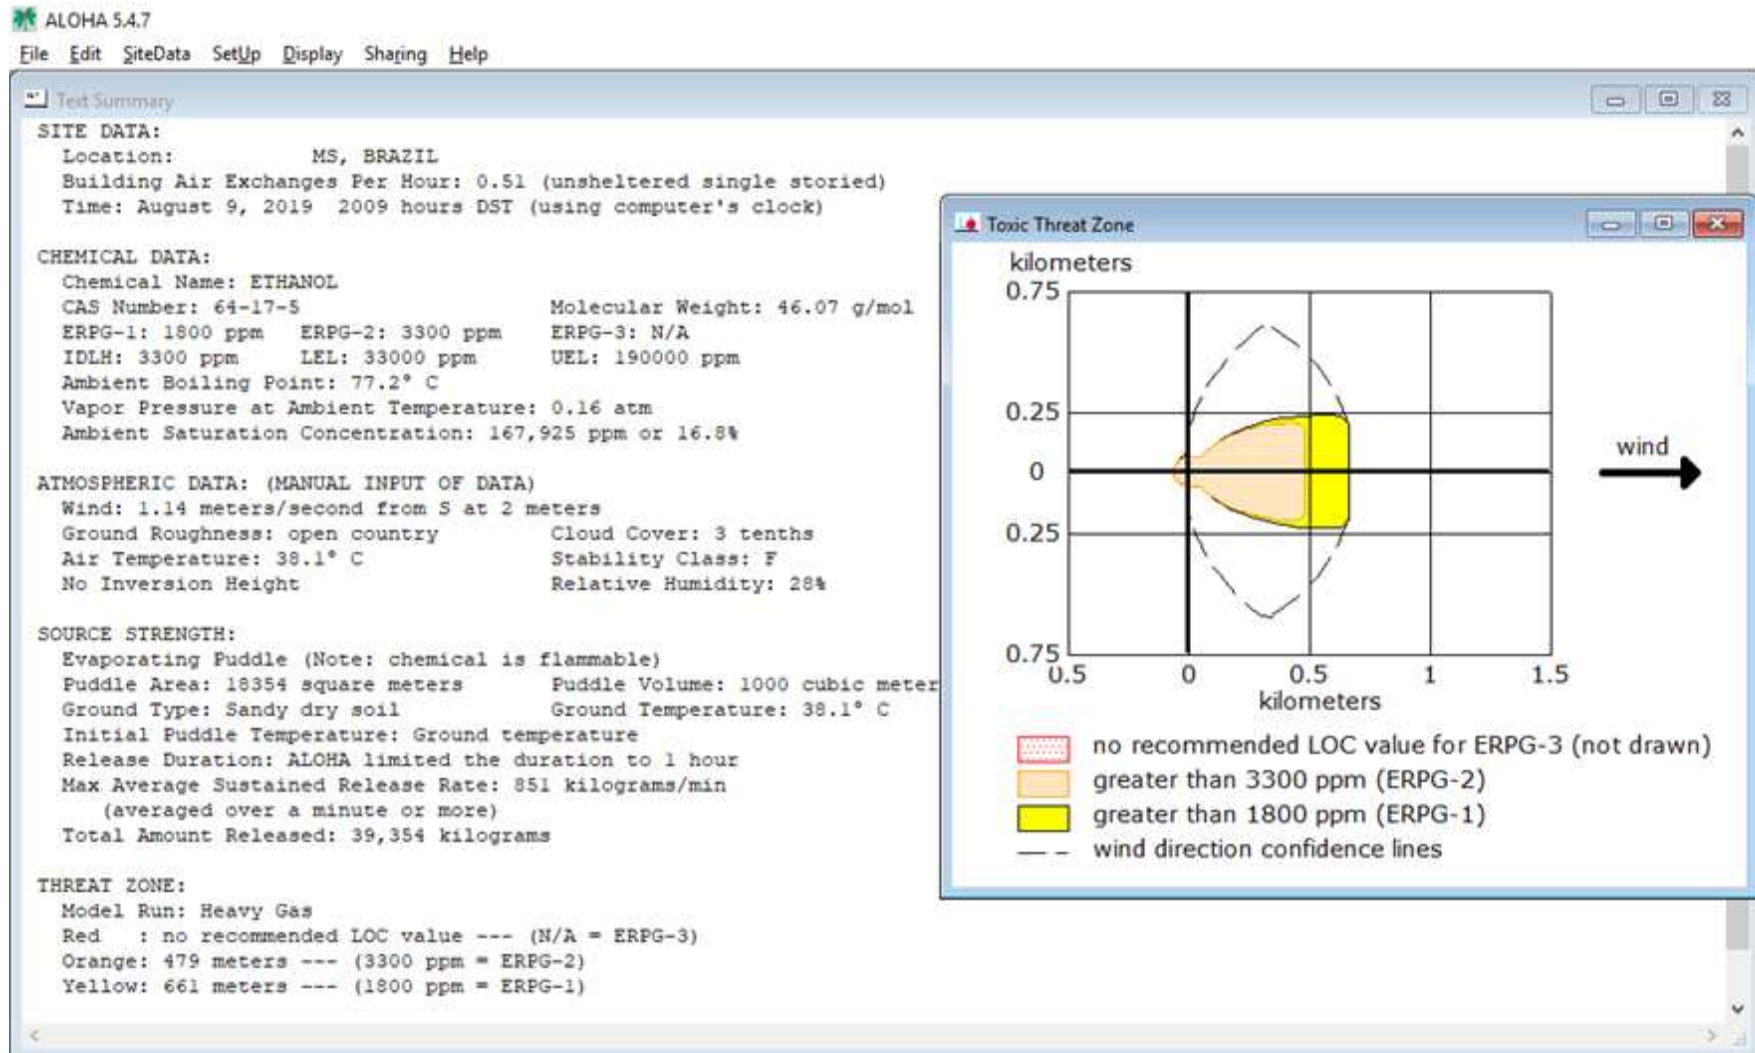 ALOHA 5.4.7
File Edit SiteData SetUp Display Sharing Help
Text Summary
SITE DATA:
Location: MS, BRAZIL
Building Air Exchanges Per Hour: 0.51 (unsheltered single storied)
Time: August 9, 2019 2009 hours DST (using computer's clock)
CHEMICAL DATA:
Chemical Name: ETHANOL
CAS Number: 64-17-5 Molecular Weight: 46.07 g/mol
ERPG-1: 1800 ppm ERPG-2: 3300 ppm ERPG-3: N/A
IDLH: 3300 ppm LEL: 33000 ppm UEL: 190000 ppm
Ambient Boiling Point: 77.2° C
Vapor Pressure at Ambient Temperature: 0.16 atm
Ambient Saturation Concentration: 167,925 ppm or 16.8%
ATMOSPHERIC DATA: (MANUAL INPUT OF DATA)
Wind: 1.14 meters/second from S at 2 meters
Ground Roughness: open country Cloud Cover: 3 tenths
Air Temperature: 38.1° C Stability Class: F
No Inversion Height Relative Humidity: 28%
SOURCE STRENGTH:
Evaporating Puddle (Note: chemical is flammable)
Puddle Area: 18354 square meters Puddle Volume: 1000 cubic meter
Ground Type: Sandy dry soil Ground Temperature: 38.1° C
Initial Puddle Temperature: Ground temperature
Release Duration: ALOHA limited the duration to 1 hour
Max Average Sustained Release Rate: 851 kilograms/min
(averaged over a minute or more)
Total Amount Released: 39,354 kilograms
THREAT ZONE:
Model Run: Heavy Gas
Red : no recommended LOC value --- (N/A = ERPG-3)
Orange: 479 meters --- (3300 ppm = ERPG-2)
Yellow: 661 meters --- (1800 ppm = ERPG-1)
Toxic Threat Zone
kilometers
0.75
0.25
0
0.25
0.75
0.5 0 0.5 1 1.5
kilometers
wind
no recommended LOC value for ERPG-3 (not drawn)
greater than 3300 ppm (ERPG-2)
greater than 1800 ppm (ERPG-1)
wind direction confidence lines